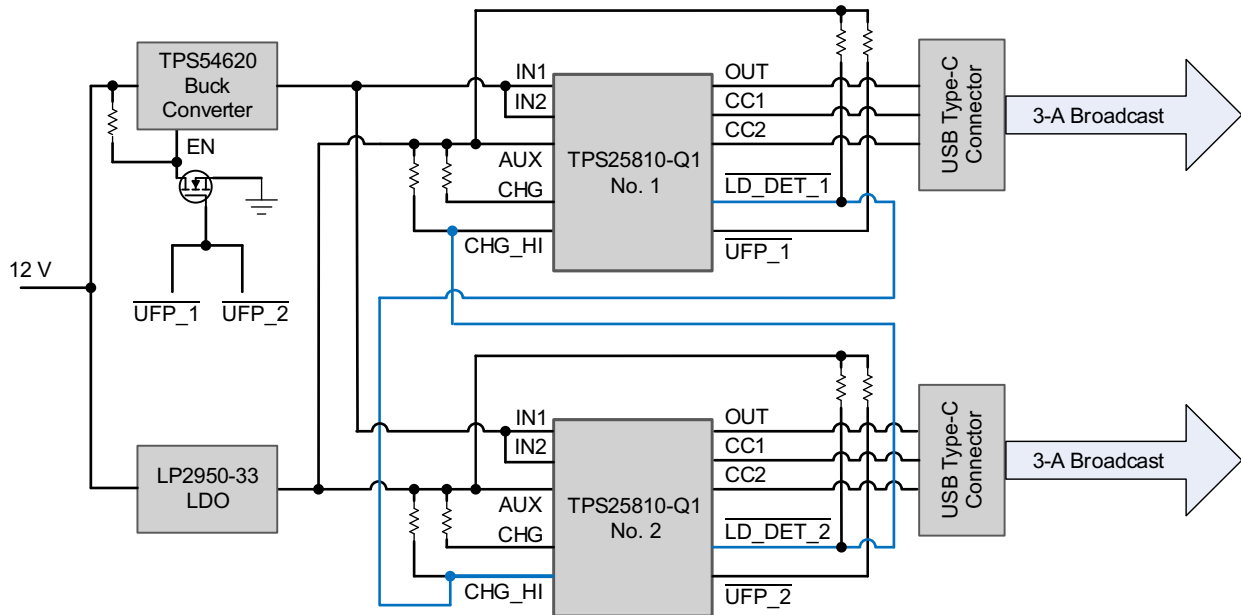 TPS54620
Buck
Converter
EN
12 V
UFP_1
UFP_2
LP2950-33
LDO
IN1
IN2
AUX
CHG
CHG_HI
TPS25810-Q1
No. 1
OUT
CC1
CC2
LD_DET_1
UFP_1
USB Type-C
Connector
3-A Broadcast
IN1
IN2
AUX
CHG
CHG_HI
TPS25810-Q1
No. 2
OUT
CC1
CC2
LD_DET_2
UFP_2
USB Type-C
Connector
3-A Broadcast